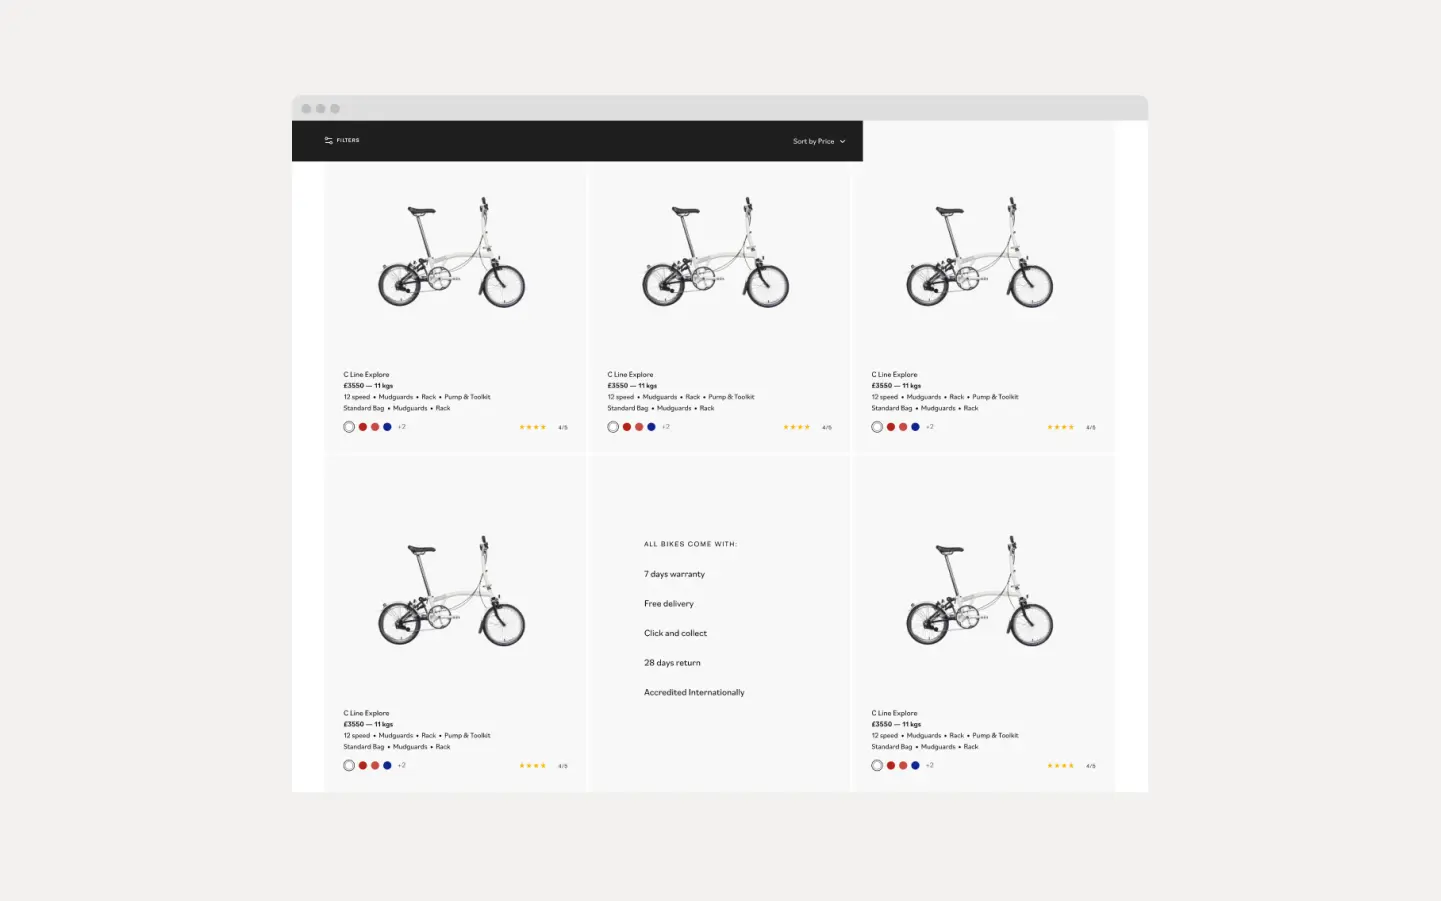 FILTERS
Sort by Price
C Line Explore
£3550 — 11 kgs
12 speed • Mudguards • Rack • Pump & Toolkit
Standard Bag • Mudguards • Rack
+2
4/5
C Line Explore
£3550 — 11 kgs
12 speed • Mudguards • Rack • Pump & Toolkit
Standard Bag • Mudguards • Rack
+2
4/5
C Line Explore
£3550 — 11 kgs
12 speed • Mudguards • Rack • Pump & Toolkit
Standard Bag • Mudguards • Rack
+2
4/5
C Line Explore
£3550 — 11 kgs
12 speed • Mudguards • Rack • Pump & Toolkit
Standard Bag • Mudguards • Rack
+2
4/5
ALL BIKES COME WITH:
7 days warranty
Free delivery
Click and collect
28 days return
Accredited Internationally
C Line Explore
£3550 — 11 kgs
12 speed • Mudguards • Rack • Pump & Toolkit
Standard Bag • Mudguards • Rack
+2
4/5